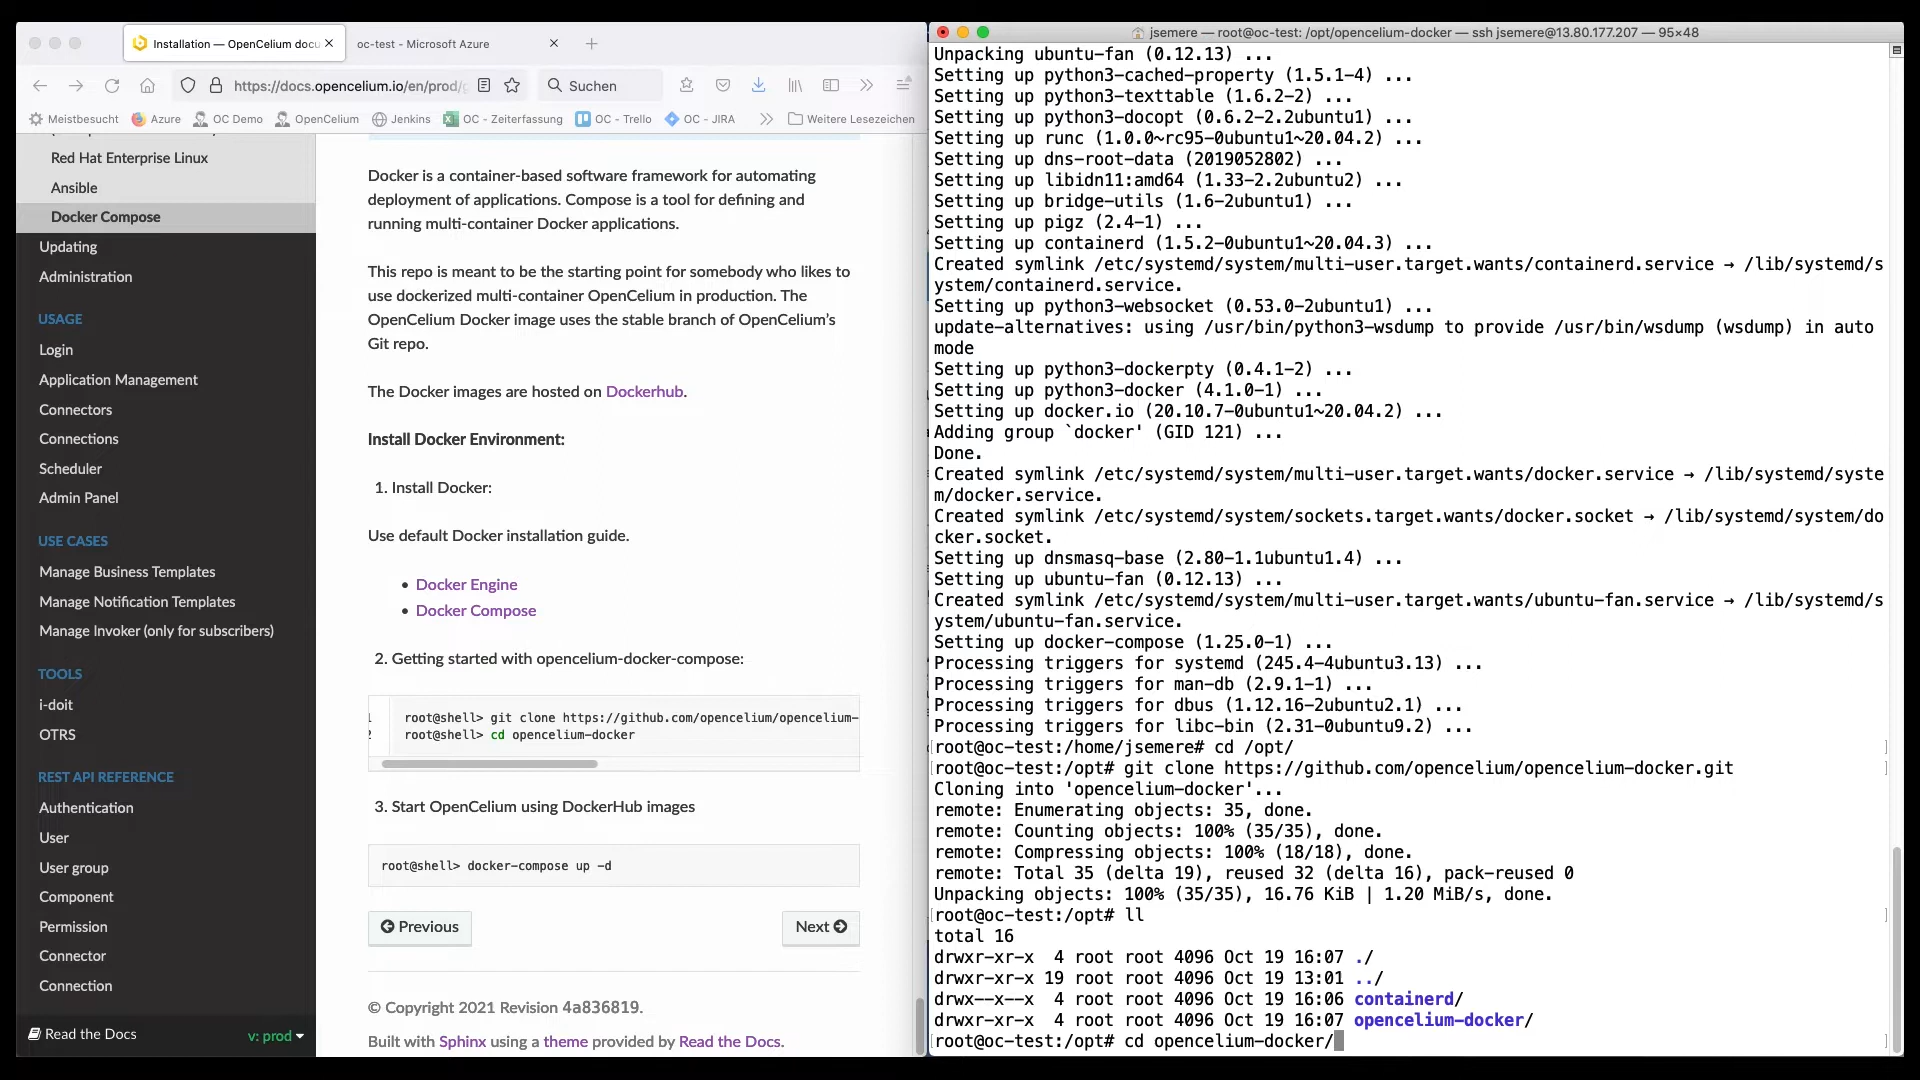 Installation — OpenCelium docu
oc-test - Microsoft Azure
https://docs.opencelium.io/en/prod/g
Suchen
Meistbesucht
Azure
OC Demo
OpenCelium
Jenkins
OC - Zeiterfassung
OC - Trello
OC - JIRA
Weitere Lesezeichen
Red Hat Enterprise Linux
Ansible
Docker Compose
Updating
Administration
USAGE
Login
Application Management
Connectors
Connections
Scheduler
Admin Panel
USE CASES
Manage Business Templates
Manage Notification Templates
Manage Invoker (only for subscribers)
TOOLS
i-doit
OTRS
REST API REFERENCE
Authentication
User
User group
Component
Permission
Connector
Connection
Read the Docs
v: prod
Docker is a container-based software framework for automating
deployment of applications. Compose is a tool for defining and
running multi-container Docker applications.
This repo is meant to be the starting point for somebody who likes to
use dockerized multi-container OpenCelium in production. The
OpenCelium Docker image uses the stable branch of OpenCelium’s
Git repo.
The Docker images are hosted on Dockerhub.
Install Docker Environment:
1. Install Docker:
Use default Docker installation guide.
• Docker Engine
• Docker Compose
2. Getting started with opencelium-docker-compose:
1 root@shell> git clone https://github.com/opencelium/opencelium-
2 root@shell> cd opencelium-docker
3. Start OpenCelium using DockerHub images
root@shell> docker-compose up -d
Previous
Next
© Copyright 2021 Revision 4a836819.
Built with Sphinx using a theme provided by Read the Docs.
jsemere — root@oc-test: /opt/opencelium-docker — ssh jsemere@13.80.177.207 — 95×48
Unpacking ubuntu-fan (0.12.13) ...
Setting up python3-cached-property (1.5.1-4) ...
Setting up python3-texttable (1.6.2-2) ...
Setting up python3-docopt (0.6.2-2.2ubuntu1) ...
Setting up runc (1.0.0~rc95-0ubuntu1~20.04.2) ...
Setting up dns-root-data (2019052802) ...
Setting up libidn11:amd64 (1.33-2.2ubuntu2) ...
Setting up bridge-utils (1.6-2ubuntu1) ...
Setting up pigz (2.4-1) ...
Setting up containerd (1.5.2-0ubuntu1~20.04.3) ...
Created symlink /etc/systemd/system/multi-user.target.wants/containerd.service → /lib/systemd/s
ystem/containerd.service.
Setting up python3-websocket (0.53.0-2ubuntu1) ...
update-alternatives: using /usr/bin/python3-wsdump to provide /usr/bin/wsdump (wsdump) in auto
mode
Setting up python3-dockerpty (0.4.1-2) ...
Setting up python3-docker (4.1.0-1) ...
Setting up docker.io (20.10.7-0ubuntu1~20.04.2) ...
Adding group `docker' (GID 121) ...
Done.
Created symlink /etc/systemd/system/multi-user.target.wants/docker.service → /lib/systemd/syste
m/docker.service.
Created symlink /etc/systemd/system/sockets.target.wants/docker.socket → /lib/systemd/system/do
cker.socket.
Setting up dnsmasq-base (2.80-1.1ubuntu1.4) ...
Setting up ubuntu-fan (0.12.13) ...
Created symlink /etc/systemd/system/multi-user.target.wants/ubuntu-fan.service → /lib/systemd/s
ystem/ubuntu-fan.service.
Setting up docker-compose (1.25.0-1) ...
Processing triggers for systemd (245.4-4ubuntu3.13) ...
Processing triggers for man-db (2.9.1-1) ...
Processing triggers for dbus (1.12.16-2ubuntu2.1) ...
Processing triggers for libc-bin (2.31-0ubuntu9.2) ...
[root@oc-test:/home/jsemere# cd /opt/ ]
[root@oc-test:/opt# git clone https://github.com/opencelium/opencelium-docker.git ]
Cloning into 'opencelium-docker'...
remote: Enumerating objects: 35, done.
remote: Counting objects: 100% (35/35), done.
remote: Compressing objects: 100% (18/18), done.
remote: Total 35 (delta 19), reused 32 (delta 16), pack-reused 0
Unpacking objects: 100% (35/35), 16.76 KiB | 1.20 MiB/s, done.
[root@oc-test:/opt# ll ]
total 16
drwxr-xr-x  4 root root 4096 Oct 19 16:07 ./
drwxr-xr-x 19 root root 4096 Oct 19 13:01 ../
drwx--x--x  4 root root 4096 Oct 19 16:06 containerd/
drwxr-xr-x  4 root root 4096 Oct 19 16:07 opencelium-docker/
[root@oc-test:/opt# cd opencelium-docker/ ]